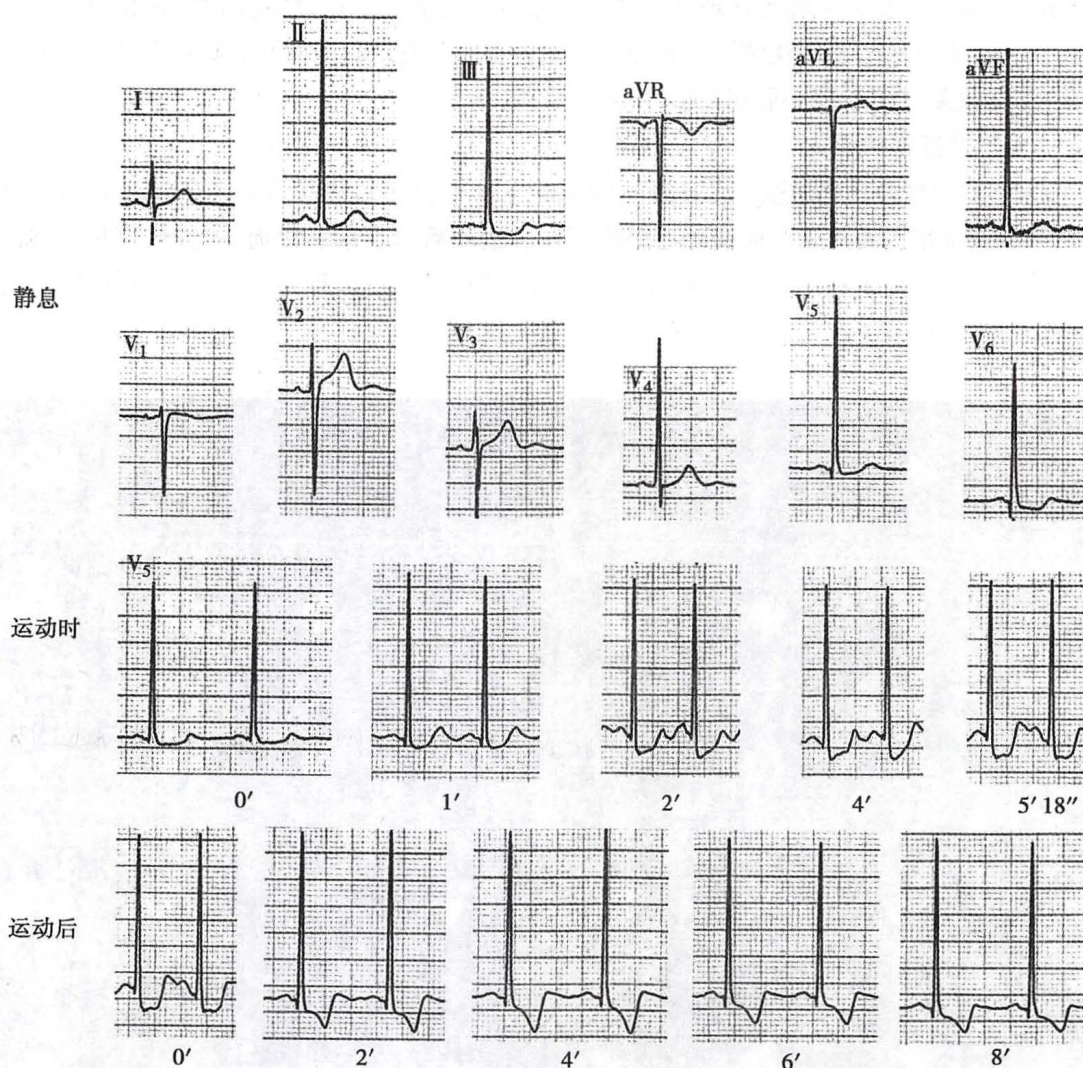 I II III aVR aVL aVF
静息
V₁ V₂ V₃ V₄ V₅ V₆
V₅
运动时
0′ 1′ 2′ 4′ 5′ 18″
运动后
0′ 2′ 4′ 6′ 8′